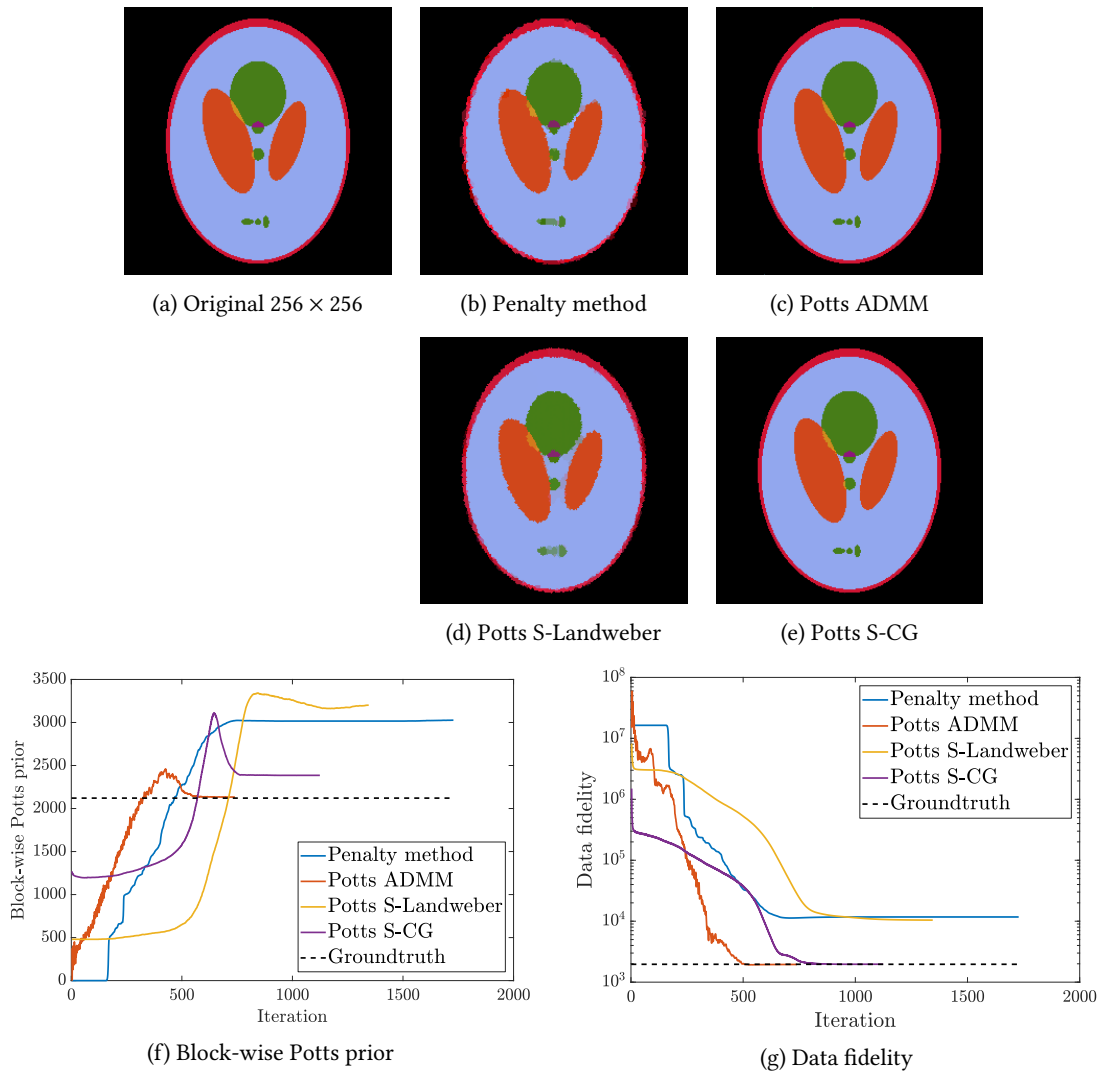 (a) Original 256 × 256
(b) Penalty method
(c) Potts ADMM
(d) Potts S-Landweber
(e) Potts S-CG
3500
3000
2500
2000
1500
1000
500
0
Block-wise Potts prior
Penalty method
Potts ADMM
Potts S-Landweber
Potts S-CG
Groundtruth
0 500 1000 1500 2000
Iteration
(f) Block-wise Potts prior
10^8
10^7
10^6
10^5
10^4
10^3
Data fidelity
Penalty method
Potts ADMM
Potts S-Landweber
Potts S-CG
Groundtruth
0 500 1000 1500 2000
Iteration
(g) Data fidelity